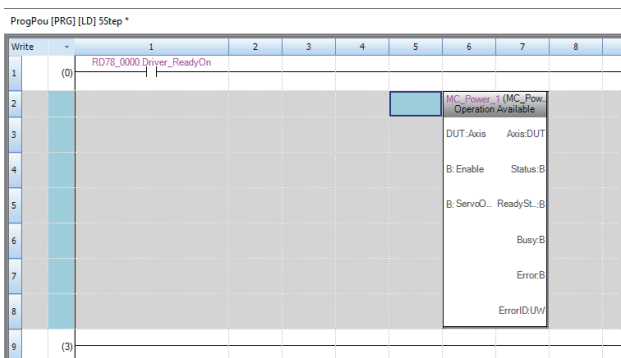 ProgPou [PRG] [LD] 5Step *
Write 1 2 3 4 5 6 7 8
RD78_0000.Driver_ReadyOn
1 (0)
2 MC_Power_1 (MC_Pow..
Operation Available
3 DUT:Axis Axis:DUT
4 B: Enable Status:B
5 B: ServoO... ReadySt...:B
6 Busy:B
7 Error:B
8 ErrorID:UW
9 (3)